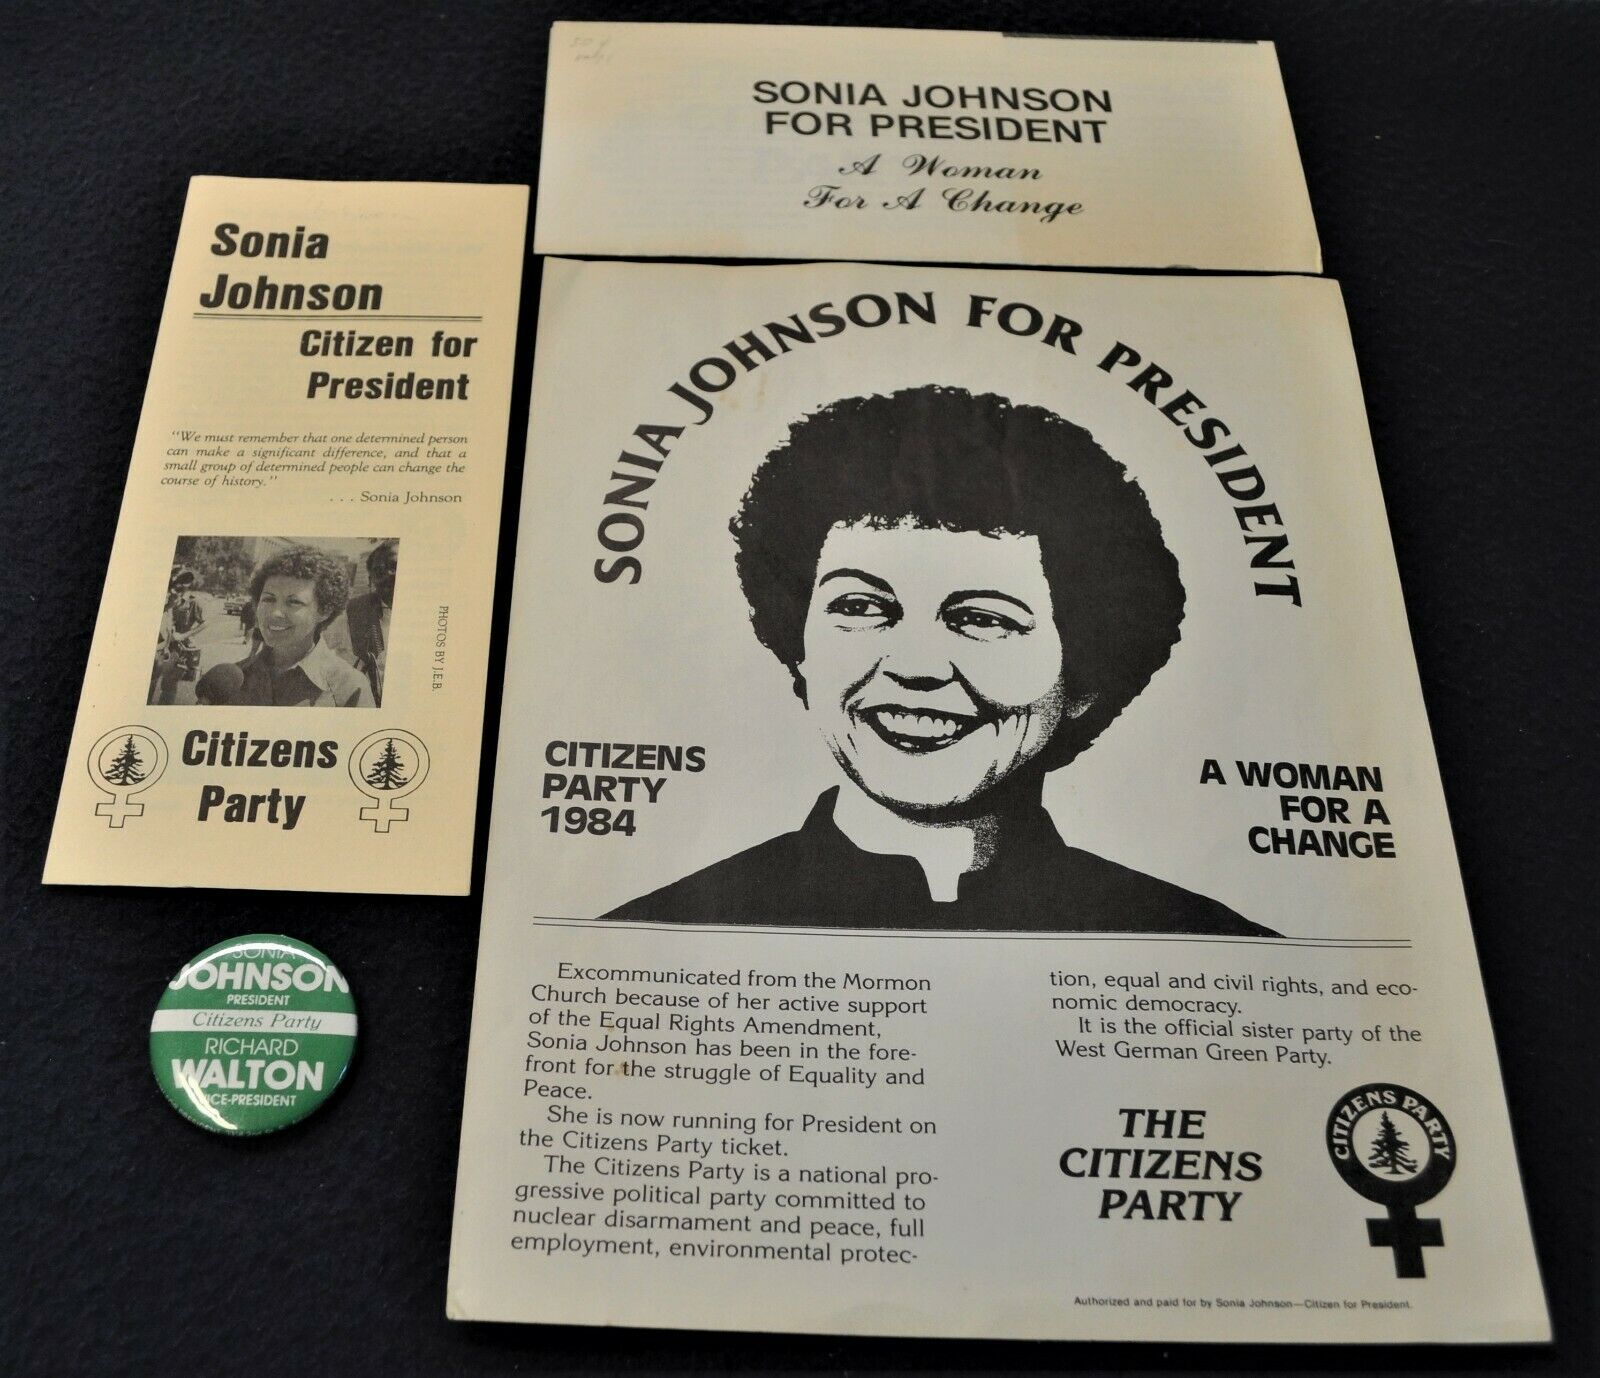 SONIA JOHNSON
FOR PRESIDENT
A Woman
For A Change
Sonia
Johnson
Citizen for
President
"We must remember that one determined person
can make a significant difference, and that a
small group of determined people can change the
course of history."
. . . Sonia Johnson
PHOTOS BY J.E.B.
Citizens
Party
SONIA
JOHNSON
PRESIDENT
Citizens Party
RICHARD
WALTON
VICE-PRESIDENT
SONIA JOHNSON FOR PRESIDENT
CITIZENS
PARTY
1984
A WOMAN
FOR A
CHANGE
Excommunicated from the Mormon
Church because of her active support
of the Equal Rights Amendment,
Sonia Johnson has been in the fore-
front for the struggle of Equality and
Peace.
She is now running for President on
the Citizens Party ticket.
The Citizens Party is a national pro-
gressive political party committed to
nuclear disarmament and peace, full
employment, environmental protec-
tion, equal and civil rights, and eco-
nomic democracy.
It is the official sister party of the
West German Green Party.
THE
CITIZENS
PARTY
CITIZENS PARTY
Authorized and paid for by Sonia Johnson—Citizen for President.